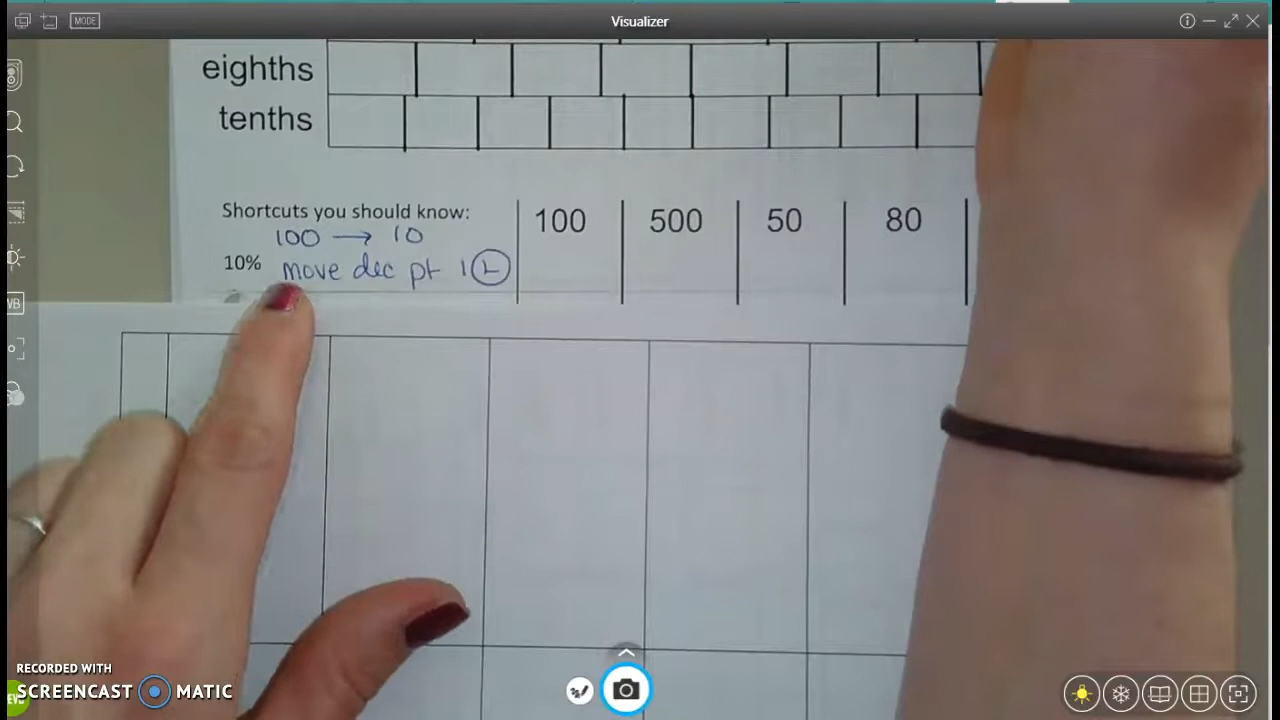 MODE
Visualizer
eighths
tenths
Shortcuts you should know:
100 500 50 80
100 → 10
10% move dec pt 1 L
WB
RECORDED WITH
SCREENCAST MATIC